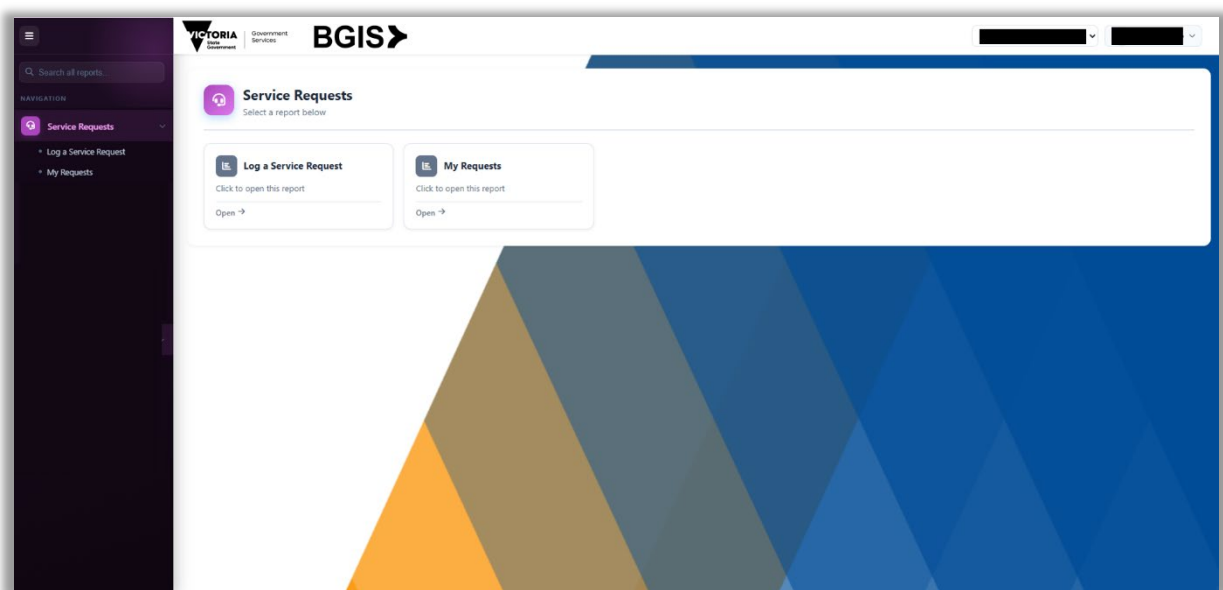 VICTORIA
State
Government
Government
Services
BGIS
Search all reports...
NAVIGATION
Service Requests
Log a Service Request
My Requests
Service Requests
Select a report below
Log a Service Request
Click to open this report
Open →
My Requests
Click to open this report
Open →